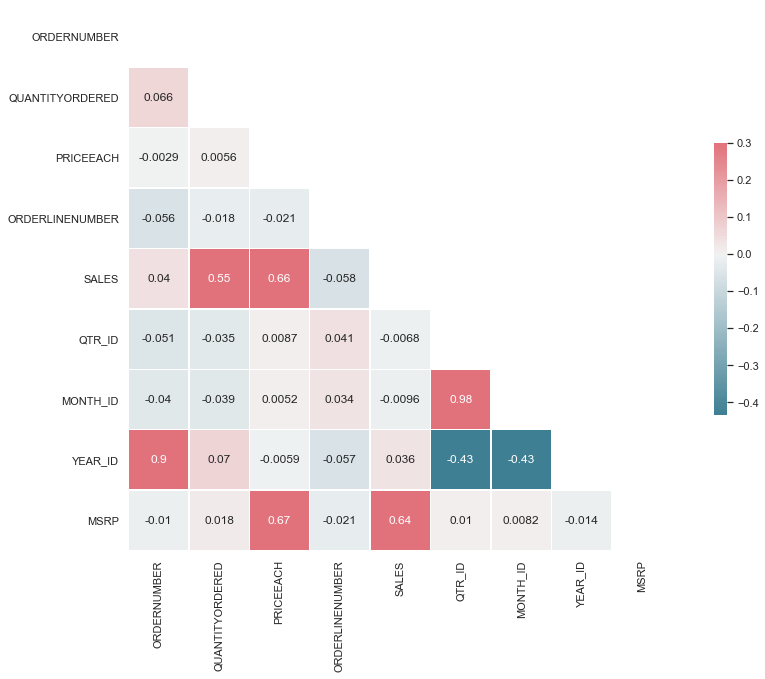 ORDERNUMBER
QUANTITYORDERED 0.066
PRICEEACH -0.0029 0.0056
ORDERLINENUMBER -0.056 -0.018 -0.021
SALES 0.04 0.55 0.66 -0.058
QTR_ID -0.051 -0.035 0.0087 0.041 -0.0068
MONTH_ID -0.04 -0.039 0.0052 0.034 -0.0096 0.98
YEAR_ID 0.9 0.07 -0.0059 -0.057 0.036 -0.43 -0.43
MSRP -0.01 0.018 0.67 -0.021 0.64 0.01 0.0082 -0.014
ORDERNUMBER
QUANTITYORDERED
PRICEEACH
ORDERLINENUMBER
SALES
QTR_ID
MONTH_ID
YEAR_ID
MSRP
0.3
0.2
0.1
0.0
−0.1
−0.2
−0.3
−0.4